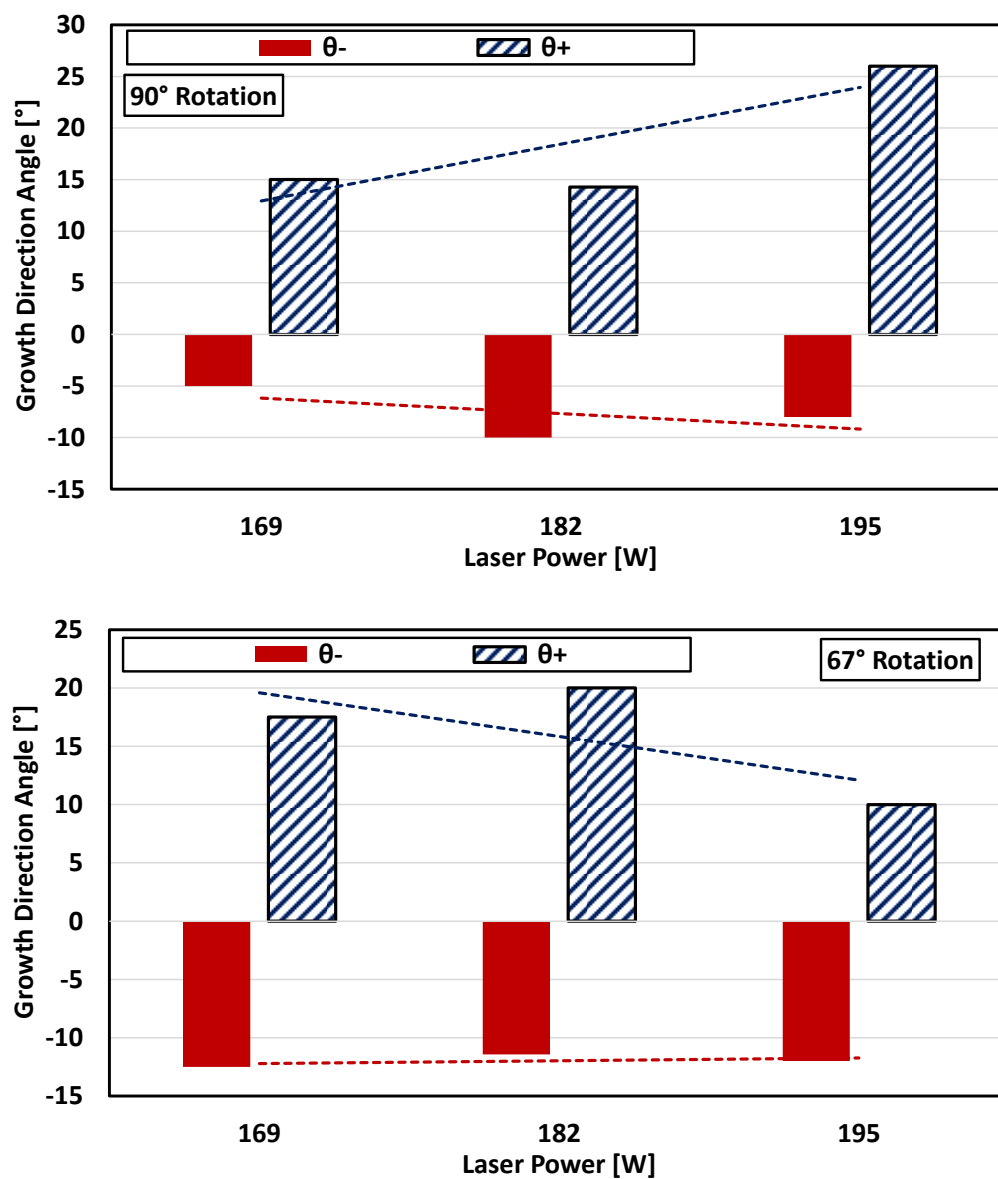 30
θ-
θ+
25
90° Rotation
20
15
10
5
0
-5
-10
-15
Growth Direction Angle [°]
169
182
195
Laser Power [W]
25
θ-
θ+
67° Rotation
20
15
10
5
0
-5
-10
-15
Growth Direction Angle [°]
169
182
195
Laser Power [W]